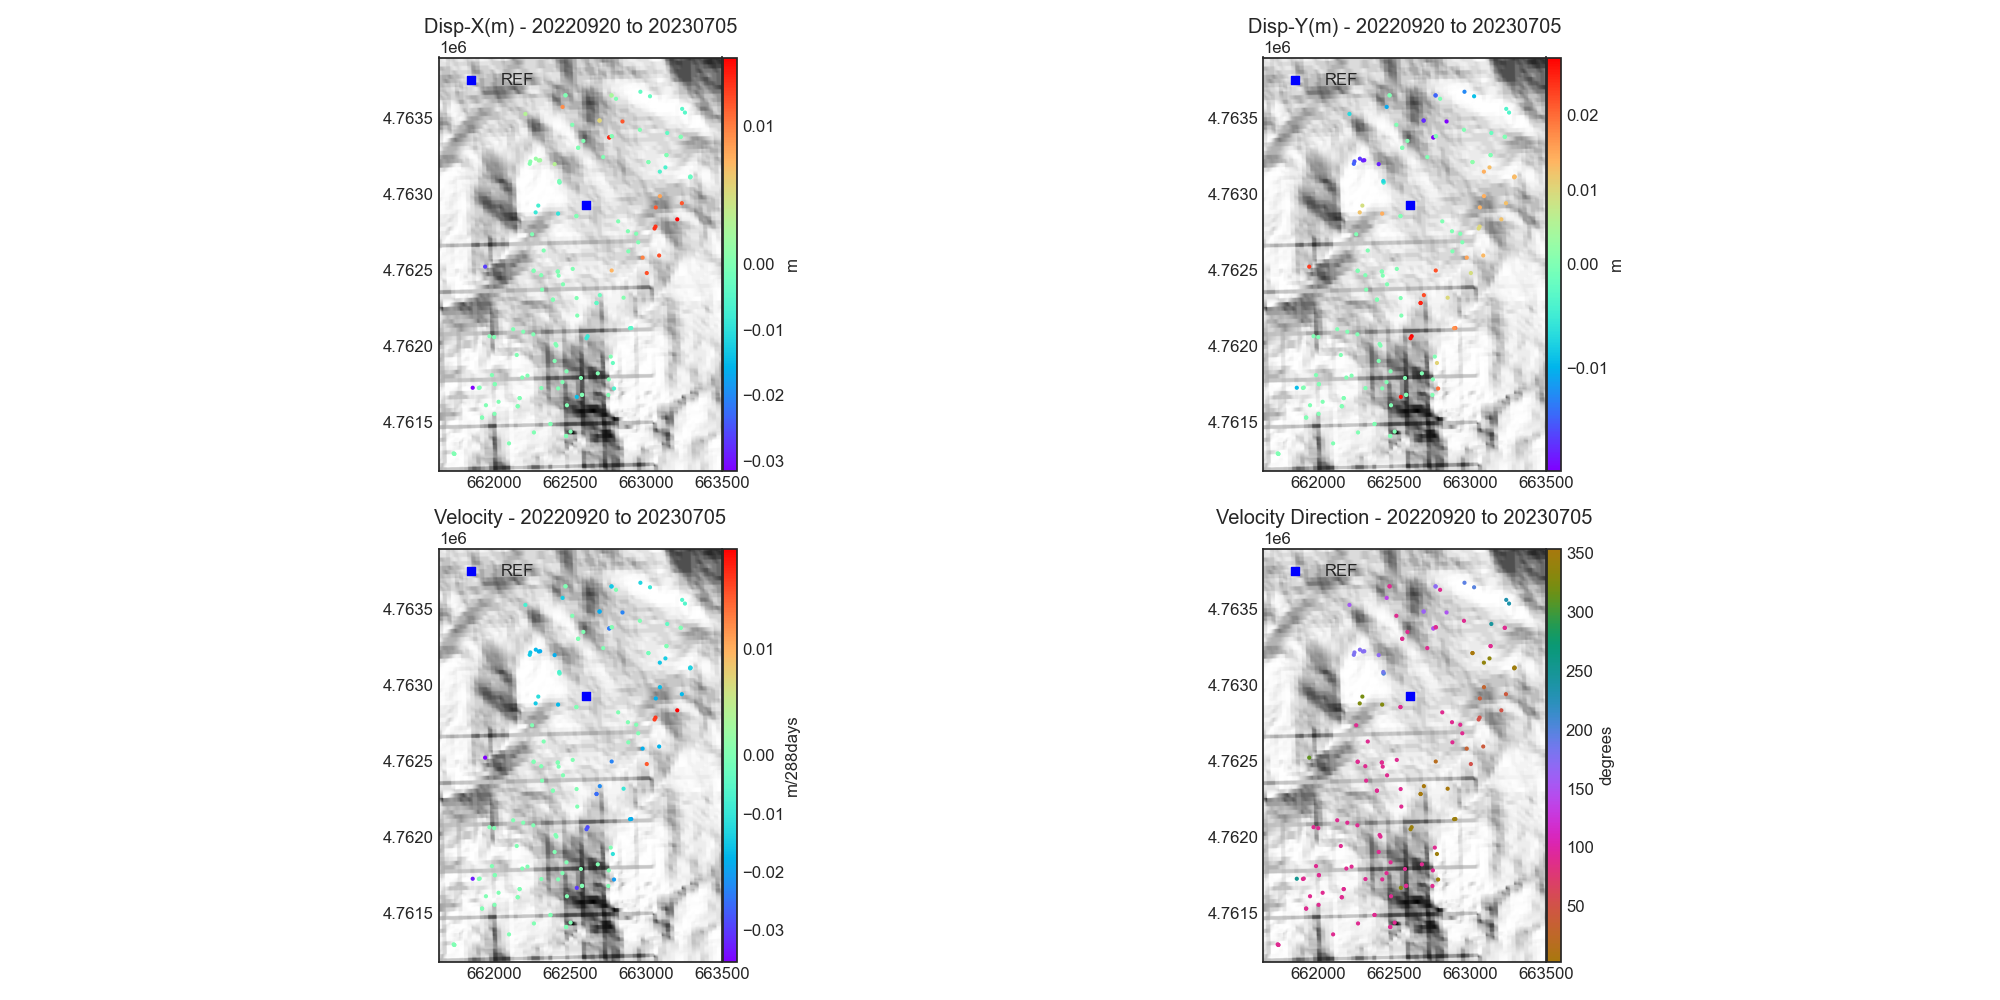 Disp-X(m) - 20220920 to 20230705
1e6
REF
4.7635
4.7630
4.7625
4.7620
4.7615
662000 662500 663000 663500
0.01
0.00
−0.01
−0.02
−0.03
m
Disp-Y(m) - 20220920 to 20230705
1e6
REF
4.7635
4.7630
4.7625
4.7620
4.7615
662000 662500 663000 663500
0.02
0.01
0.00
−0.01
m
Velocity - 20220920 to 20230705
1e6
REF
4.7635
4.7630
4.7625
4.7620
4.7615
662000 662500 663000 663500
0.01
0.00
−0.01
−0.02
−0.03
m/288days
Velocity Direction - 20220920 to 20230705
1e6
REF
4.7635
4.7630
4.7625
4.7620
4.7615
662000 662500 663000 663500
350
300
250
200
150
100
50
degrees